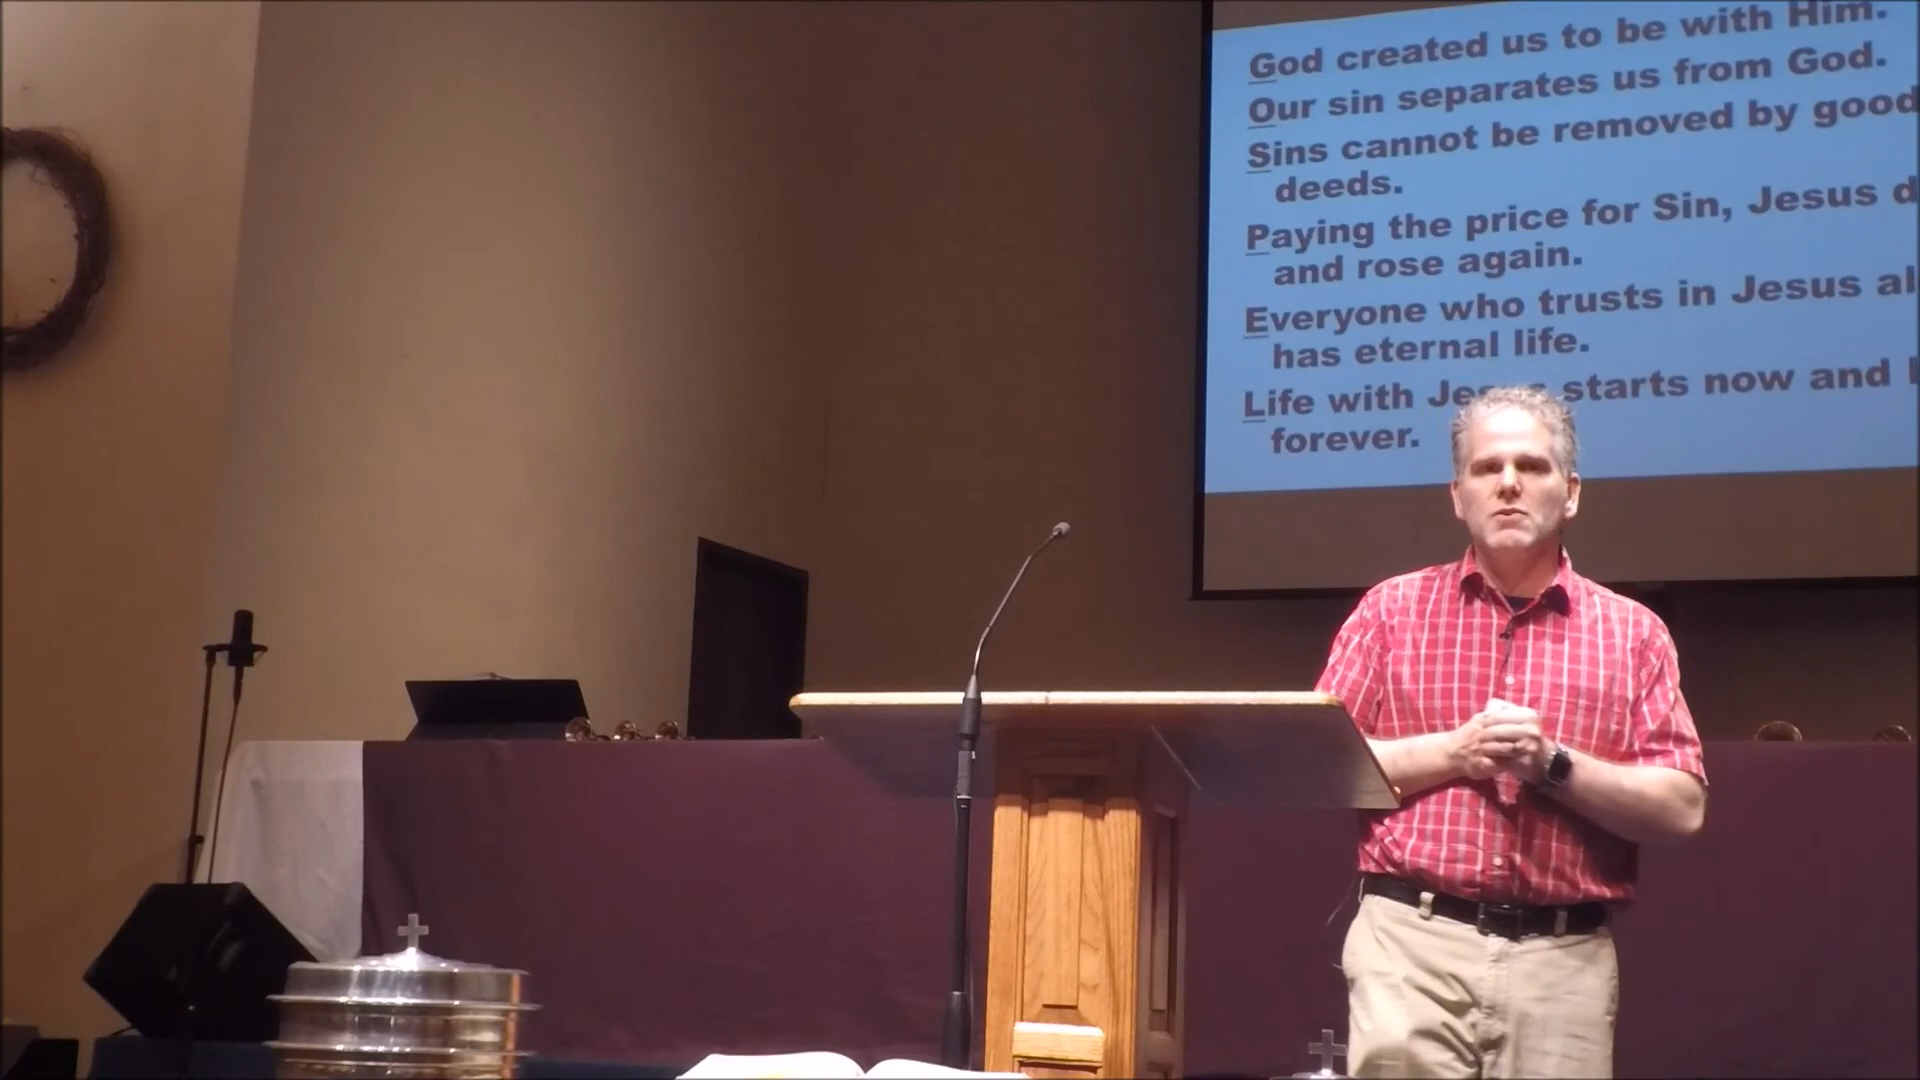 God created us to be with Him.
Our sin separates us from God.
Sins cannot be removed by good
deeds.
Paying the price for Sin, Jesus
and rose again.
Everyone who trusts in Jesus
has eternal life.
Life with starts now and
forever.